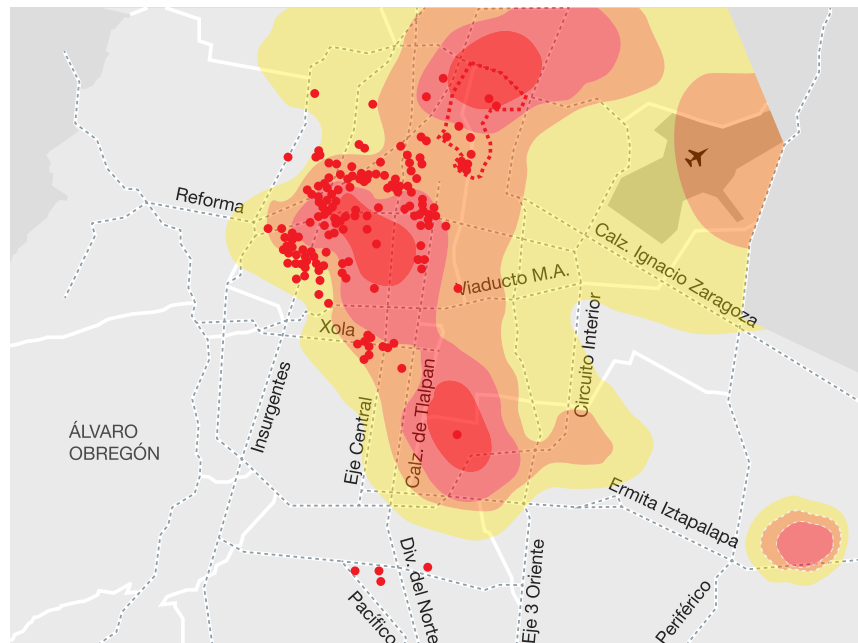 Reforma
Calz. Ignacio Zaragoza
Viaducto M.A.
Xola
Circuito Interior
Insurgentes
Calz. de Tlalpan
Eje Central
ÁLVARO
OBREGÓN
Ermita Iztapalapa
Div. del Norte
Eje 3 Oriente
Pacífico
Periférico